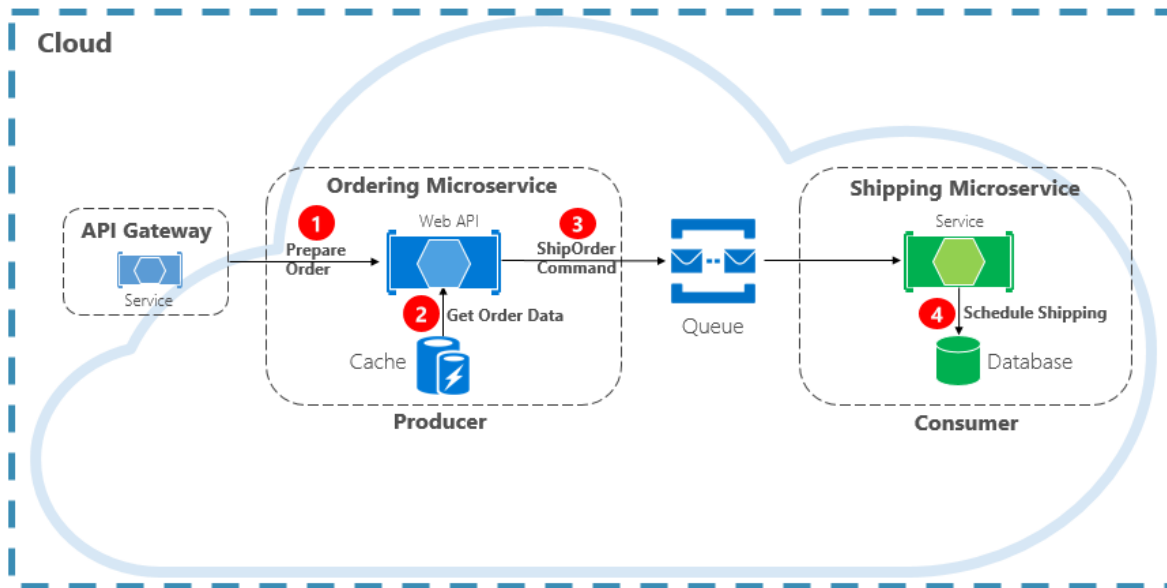 Cloud
Ordering Microservice
Shipping Microservice
API Gateway
Service
1
Prepare
Order
Web API
3
ShipOrder
Command
2
Get Order Data
Cache
Producer
Queue
Service
4
Schedule Shipping
Database
Consumer